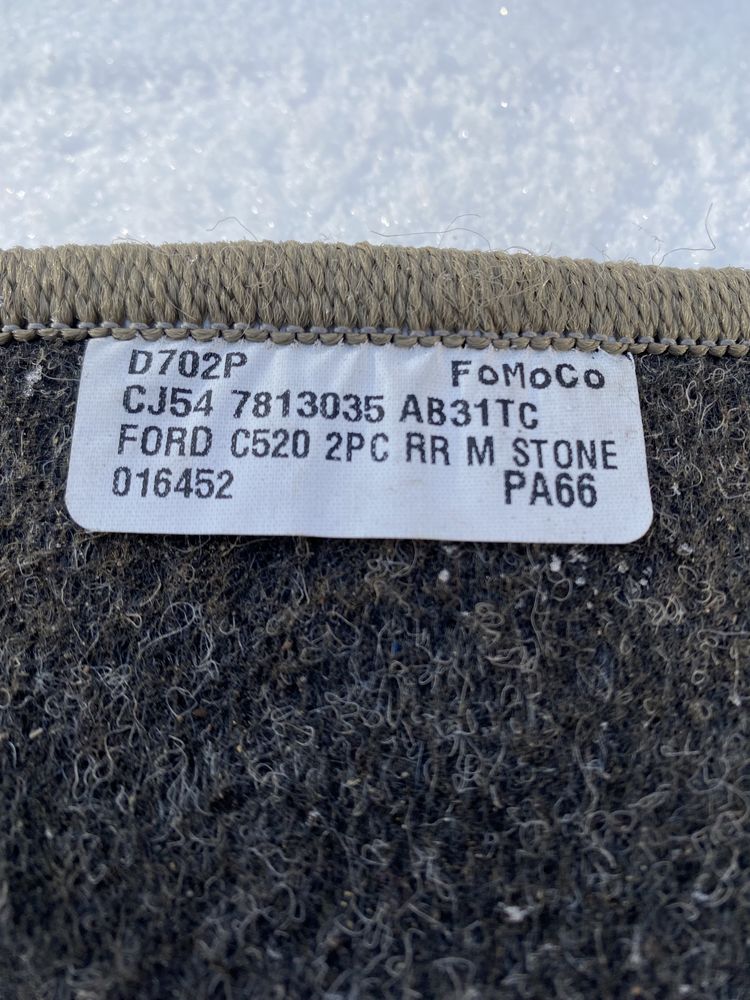 D702P FoMoCo
CJ54 7813035 AB31TC
FORD C520 2PC RR M STONE
016452 PA66